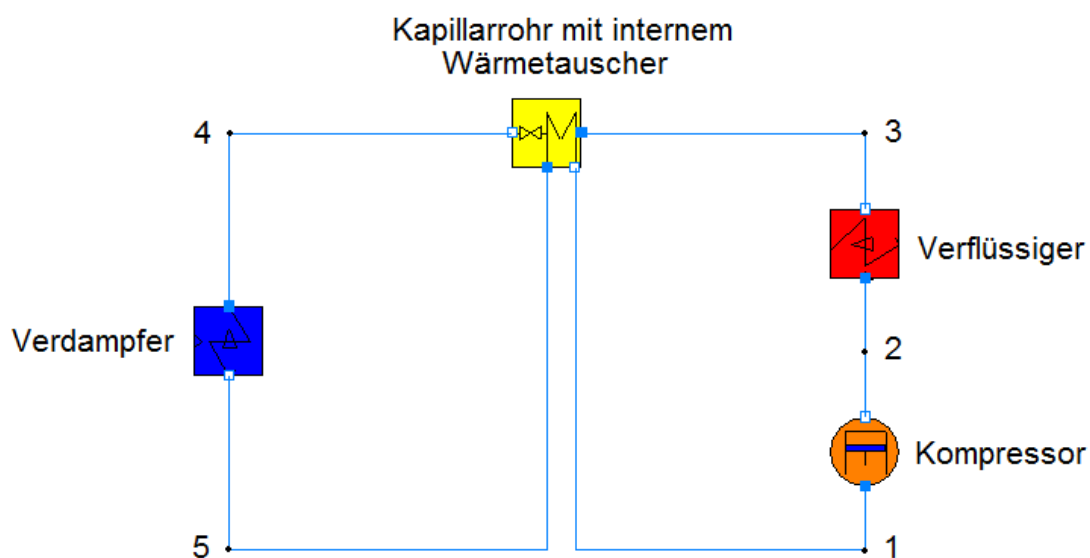 Kapillarrohr mit internem
Wärmetauscher
4
3
Verflüssiger
Verdampfer
2
Kompressor
5
1